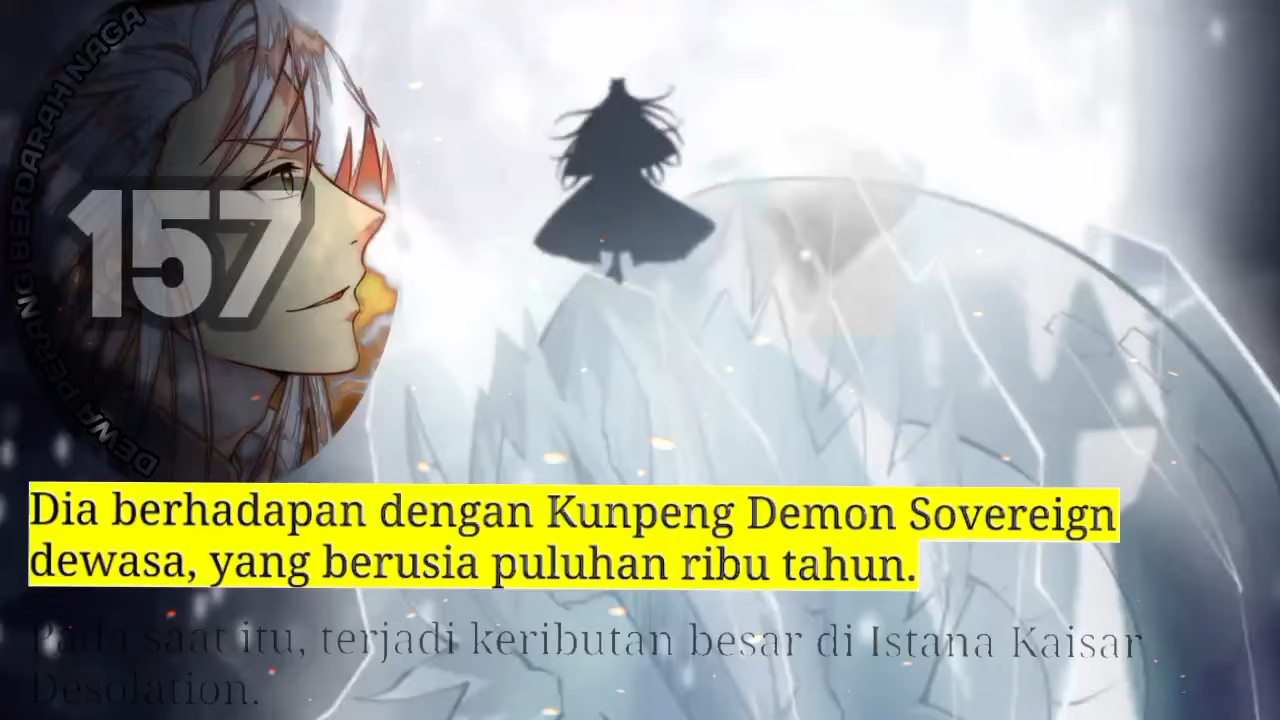 DEWA PERANG BERDARAH NAGA
157
Dia berhadapan dengan Kunpeng Demon Sovereign
dewasa, yang berusia puluhan ribu tahun.
Pada saat itu, terjadi keributan besar di Istana Kaisar
Desolation.